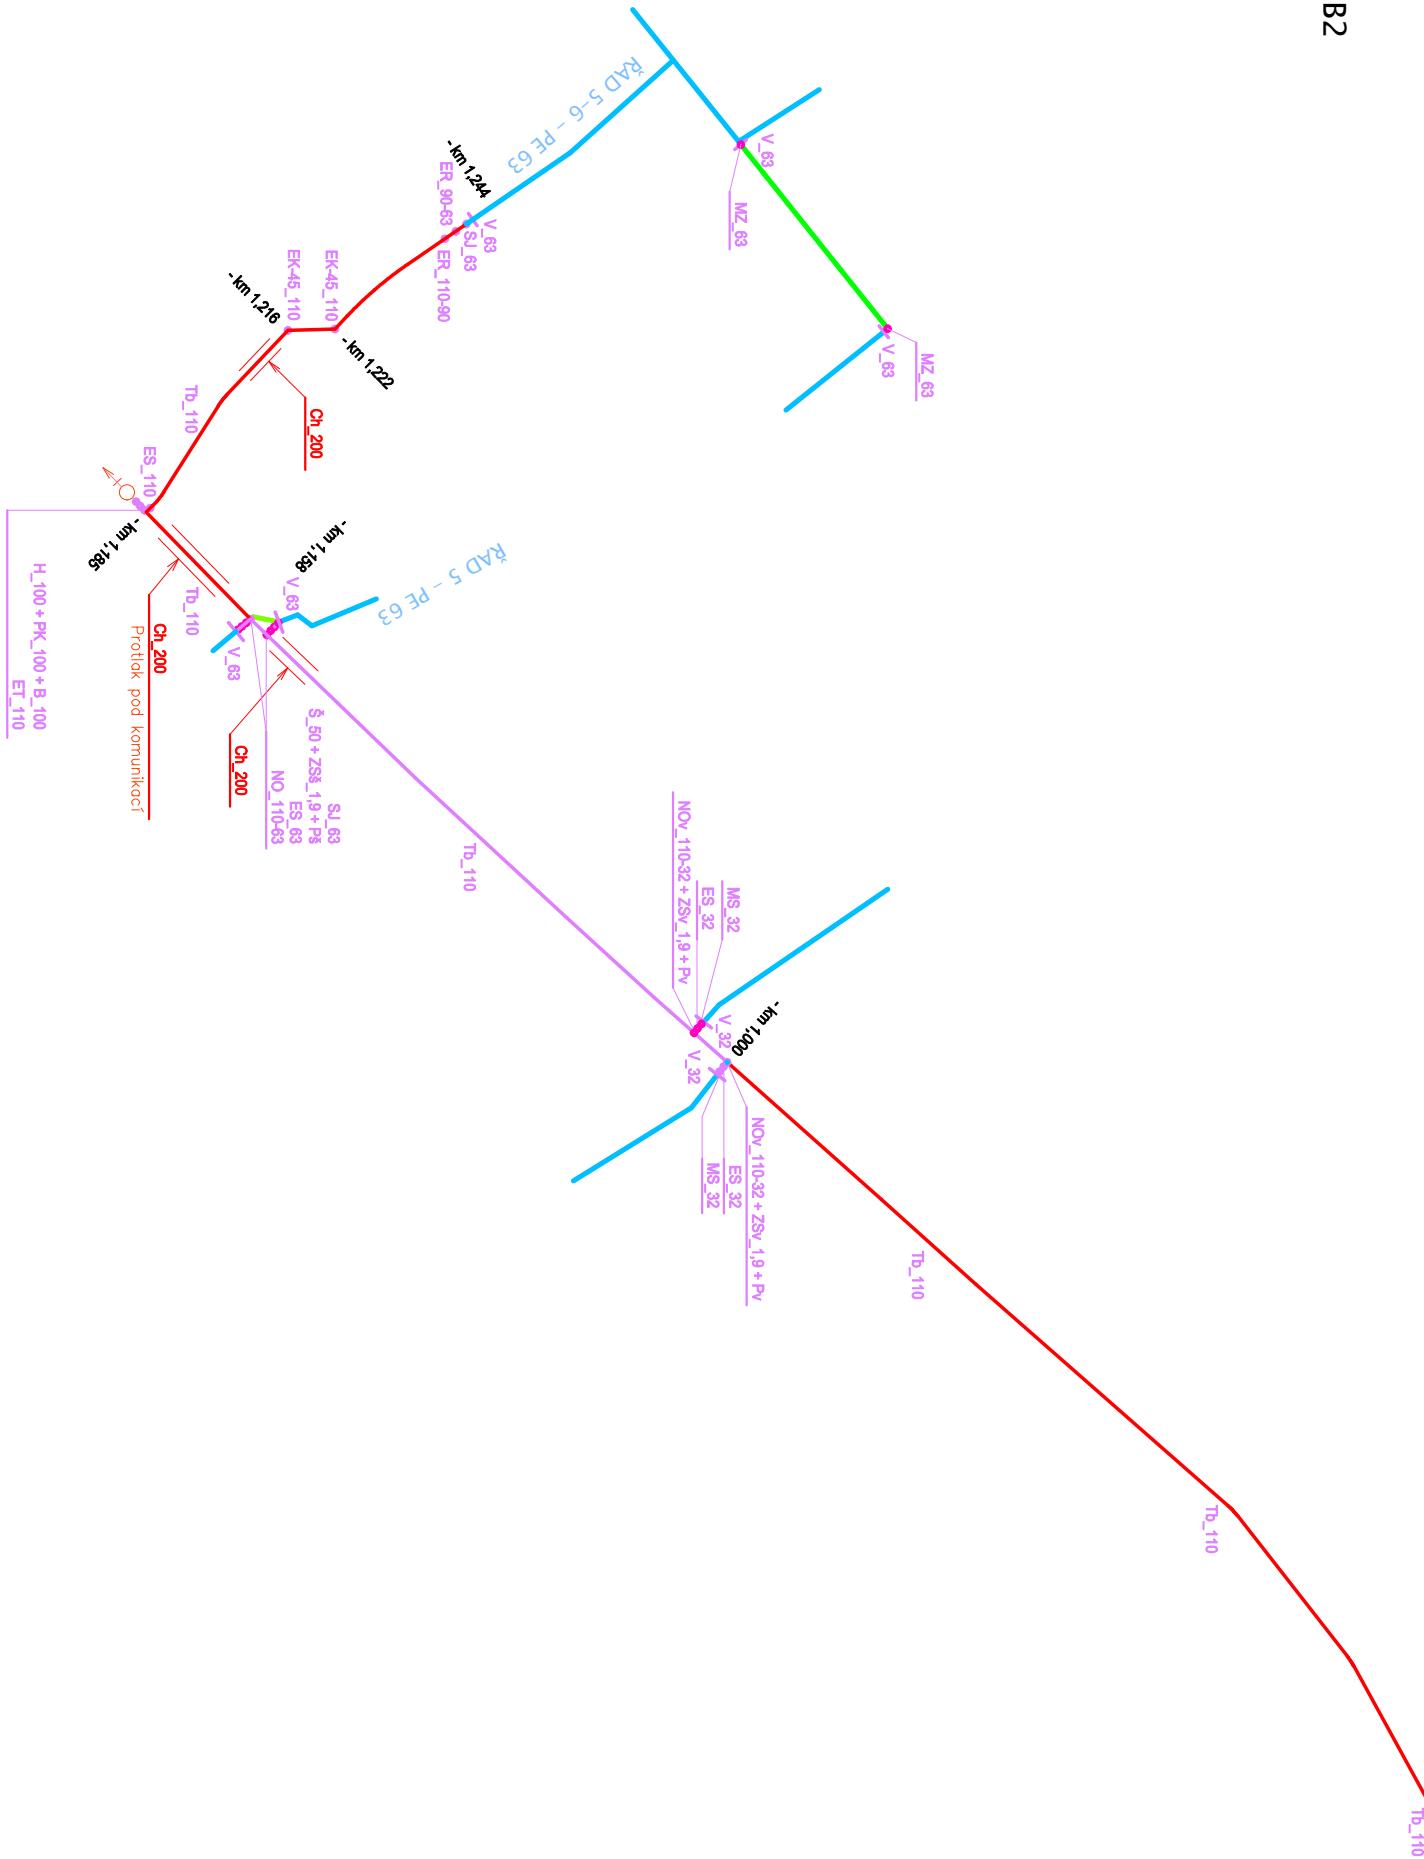 B2
ŘAD 5-6 - PE 63
V_63
MZ_63
MZ_63
V_63
- km 1,244
ER_90-63
V_63
SJ_63
ER_110-90
EK-45_110
EK-45_110
- km 1,216
- km 1,222
Ch_200
Tb_110
ES_110
- km 1,185
- km 1,158
ŘAD 5 - PE 63
V_63
Tb_110
V_63
Ch_200
Protlak pod komunikací
H_100 + PK_100 + B_100
ET_110
Ch_200
SJ_63
Š_50 + ZSš_1,9 + Pš
ES_63
NO_110-63
Tb_110
MS_32
ES_32
NOv_110-32 + ZSv_1,9 + Pv
V_32
- km 1,000
V_32
NOv_110-32 + ZSv_1,9 + Pv
ES_32
MS_32
Tb_110
Tb_110
Tb_110